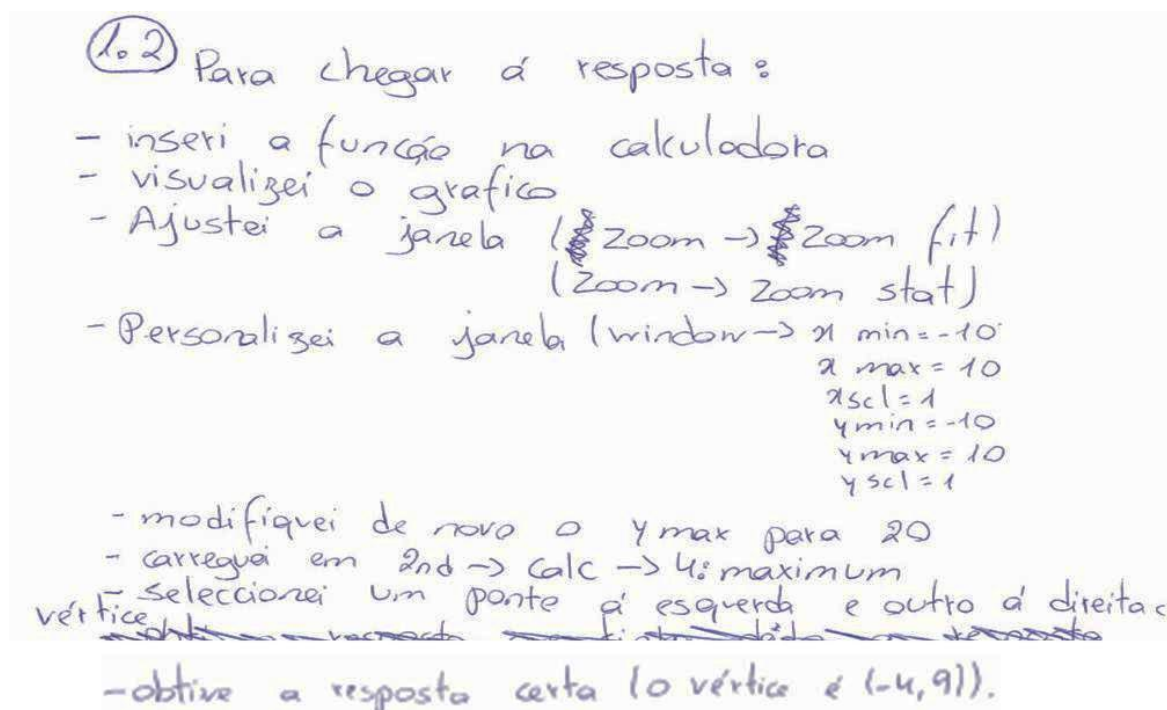 1.2 Para chegar á resposta:
- inseri a função na calculadora
- visualizei o grafico
- Ajustei a janela (Zoom -> Zoom fit)
(Zoom -> Zoom stat)
- Personalizei a janela (window -> x min = -10
x max = 10
xscl = 1
ymin = -10
ymax = 10
yscl = 1
- modifiquei de novo o ymax para 20
- carreguei em 2nd -> calc -> 4: maximum
- seleccionei um ponto á esquerda e outro á direita
vértice
- obtive a resposta certa (o vértice é (-4, 9)).